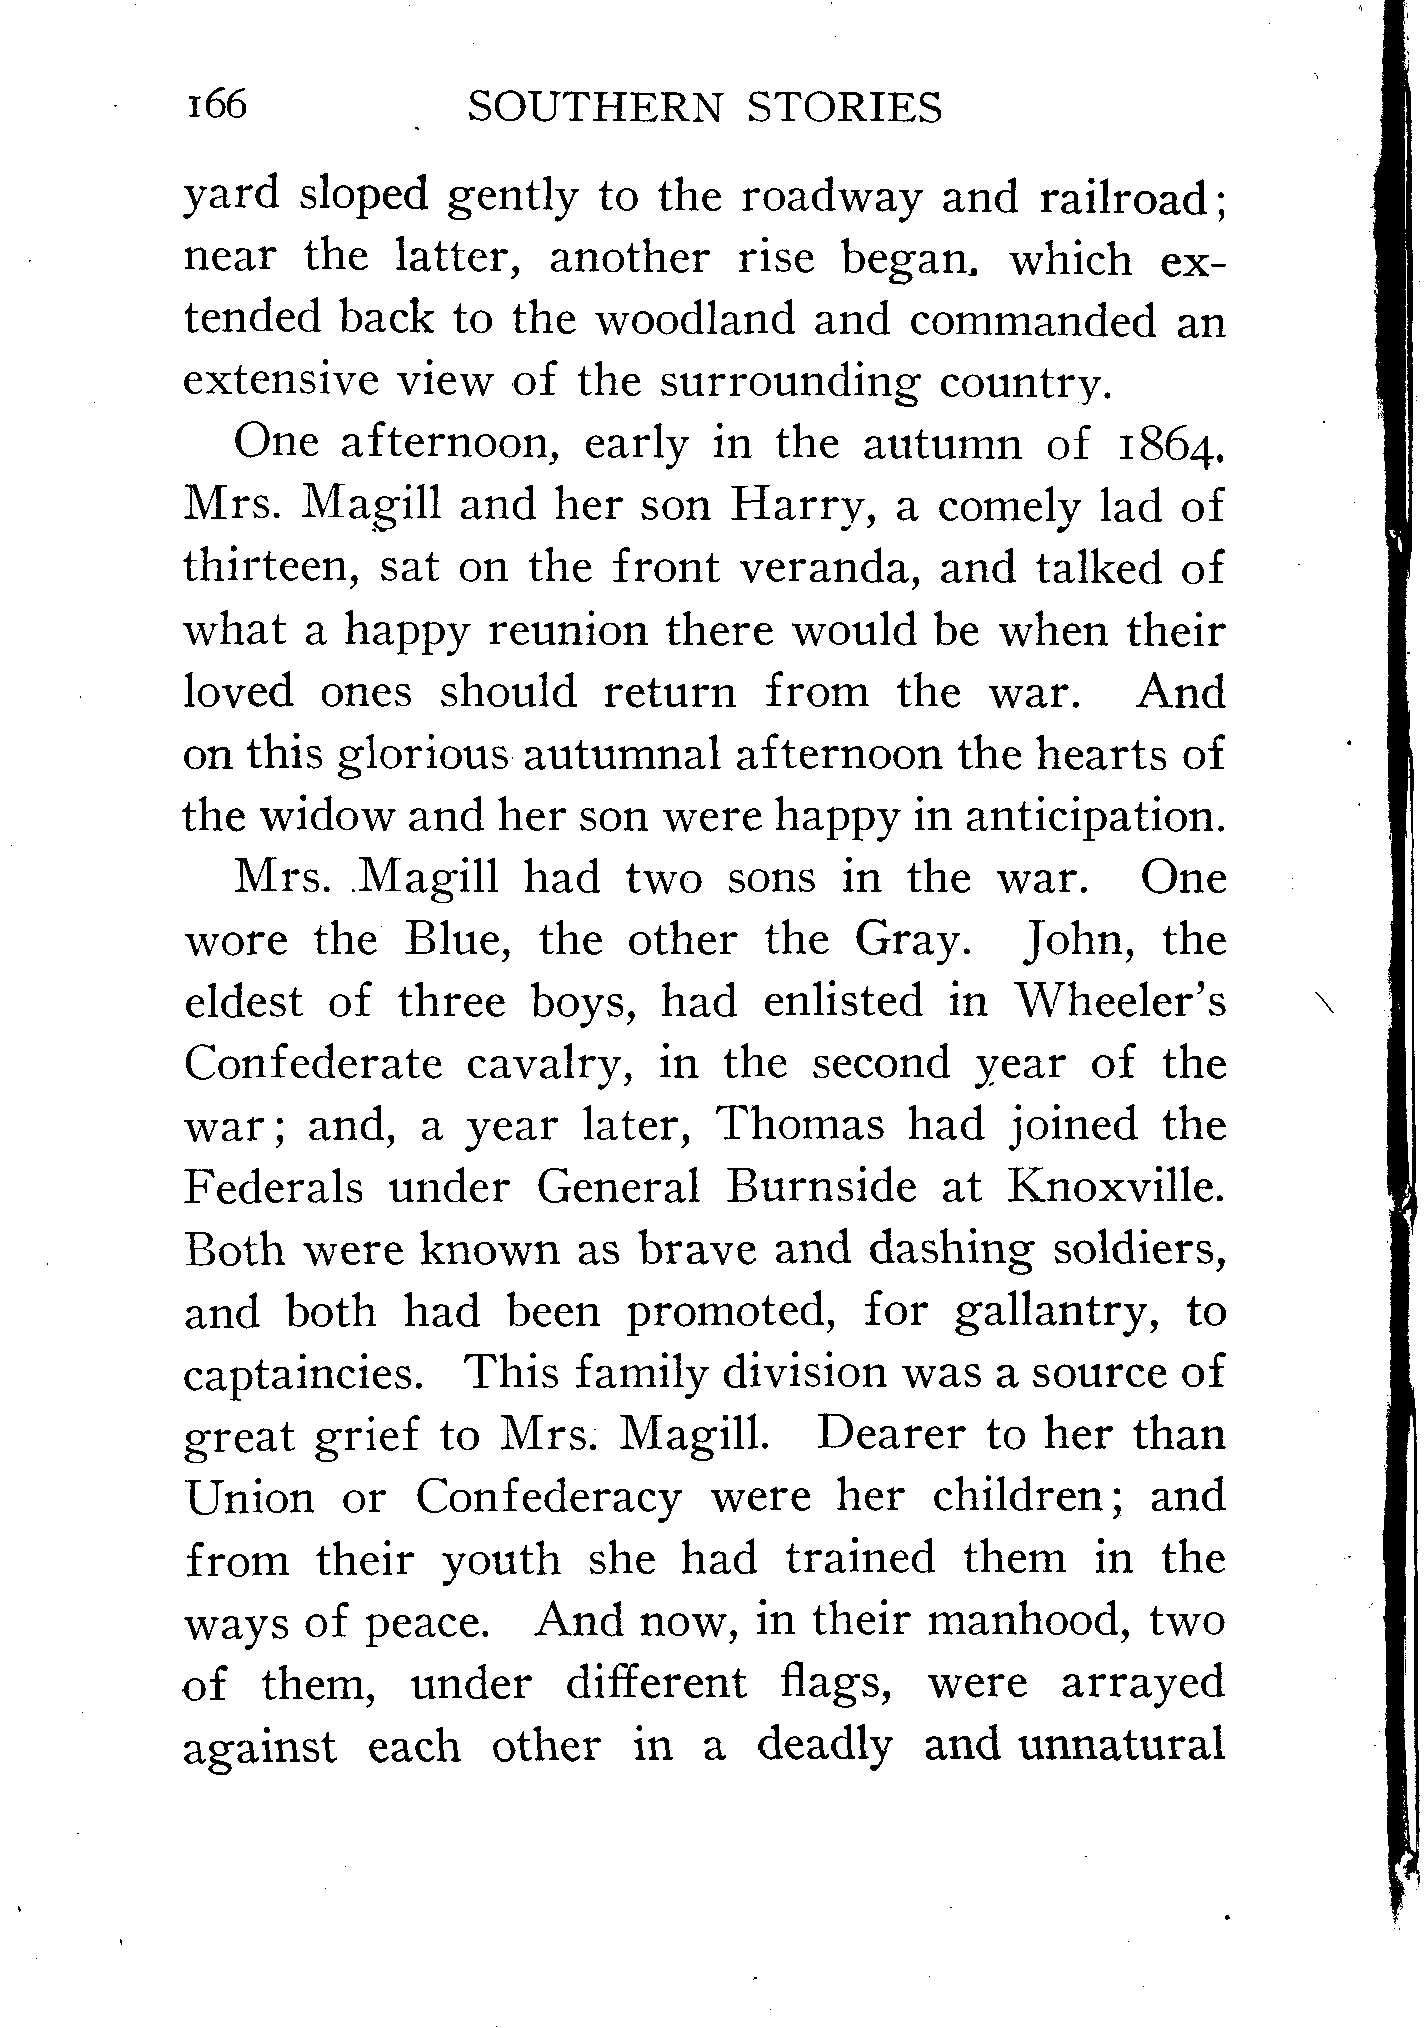 166 SOUTHERN STORIES
yard sloped gently to the roadway and railroad;
near the latter, another rise began, which ex-
tended back to the woodland and commanded an
extensive view of the surrounding country.
One afternoon, early in the autumn of 1864,
Mrs. Magill and her son Harry, a comely lad of
thirteen, sat on the front veranda, and talked of
what a happy reunion there would be when their
loved ones should return from the war. And
on this glorious autumnal afternoon the hearts of
the widow and her son were happy in anticipation.
Mrs. Magill had two sons in the war. One
wore the Blue, the other the Gray. John, the
eldest of three boys, had enlisted in Wheeler's
Confederate cavalry, in the second year of the
war; and, a year later, Thomas had joined the
Federals under General Burnside at Knoxville.
Both were known as brave and dashing soldiers,
and both had been promoted, for gallantry, to
captaincies. This family division was a source of
great grief to Mrs. Magill. Dearer to her than
Union or Confederacy were her children; and
from their youth she had trained them in the
ways of peace. And now, in their manhood, two
of them, under different flags, were arrayed
against each other in a deadly and unnatural